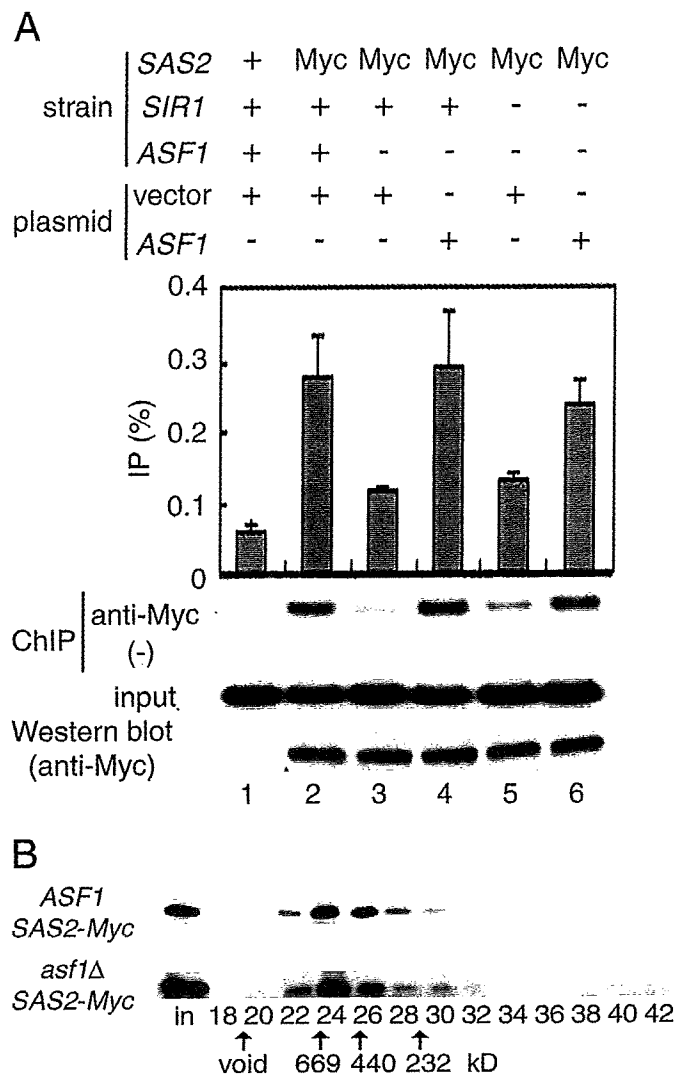 A
SAS2 + Myc Myc Myc Myc Myc
strain SIR1 + + + + - -
ASF1 + + - - - -
plasmid vector + + + - + -
ASF1 - - - + - +
0.4
0.3
0.2
0.1
0
IP (%)
ChIP anti-Myc
(-)
input
Western blot
(anti-Myc)
1 2 3 4 5 6
B
ASF1
SAS2-Myc
asf1Δ
SAS2-Myc
in 18 20 22 24 26 28 30 32 34 36 38 40 42
void 669 440 232 kD